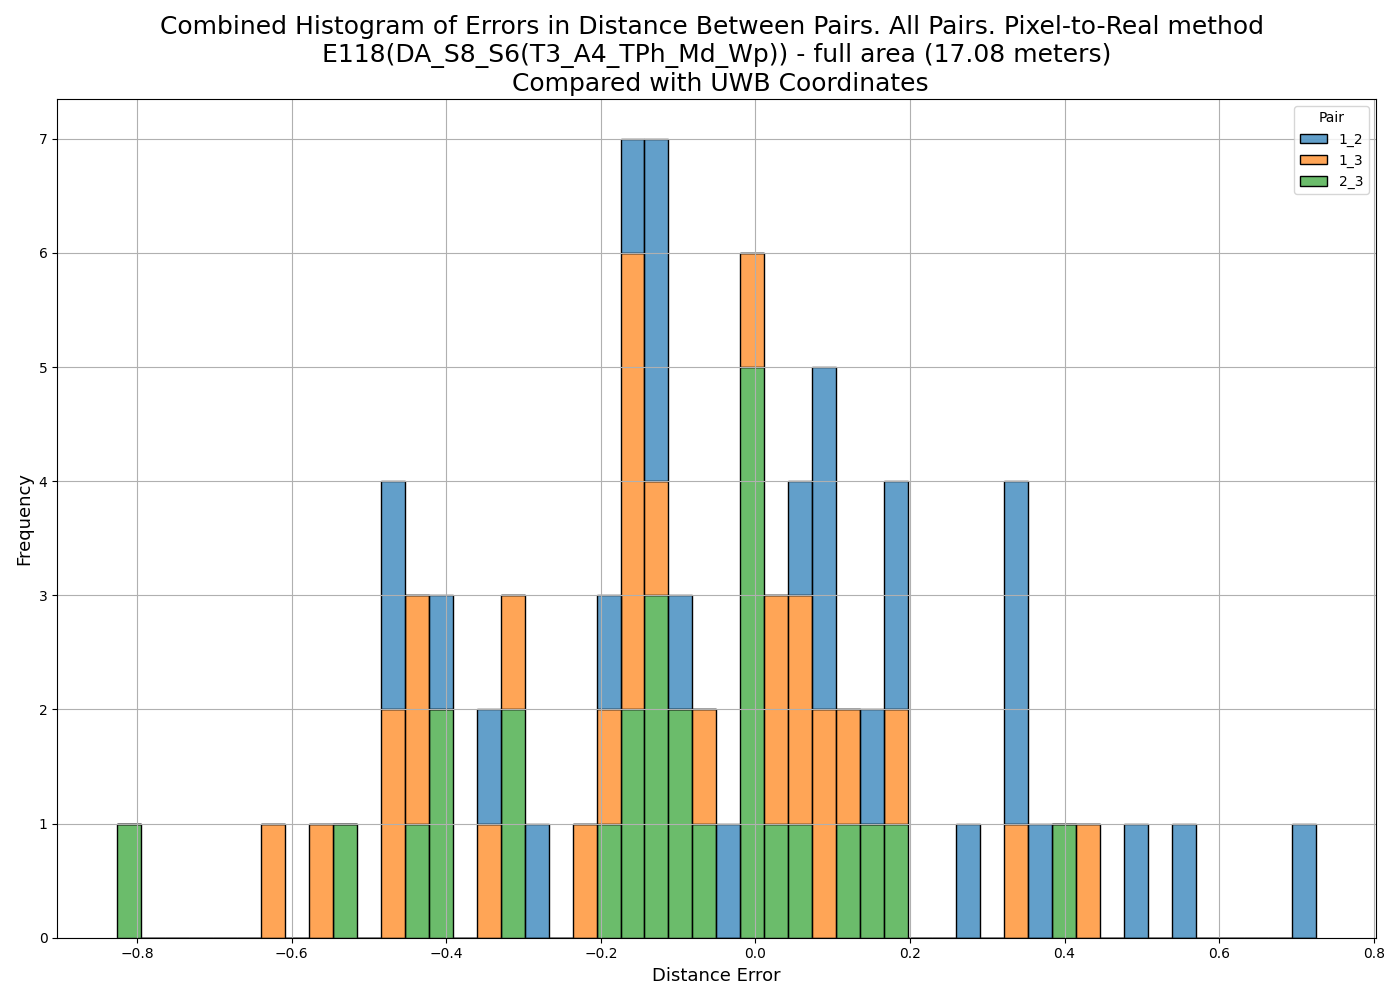 Combined Histogram of Errors in Distance Between Pairs. All Pairs. Pixel-to-Real method
E118(DA_S8_S6(T3_A4_TPh_Md_Wp)) - full area (17.08 meters)
Compared with UWB Coordinates
Pair
1_2
1_3
2_3
Frequency
7
6
5
4
3
2
1
0
−0.8 −0.6 −0.4 −0.2 0.0 0.2 0.4 0.6 0.8
Distance Error